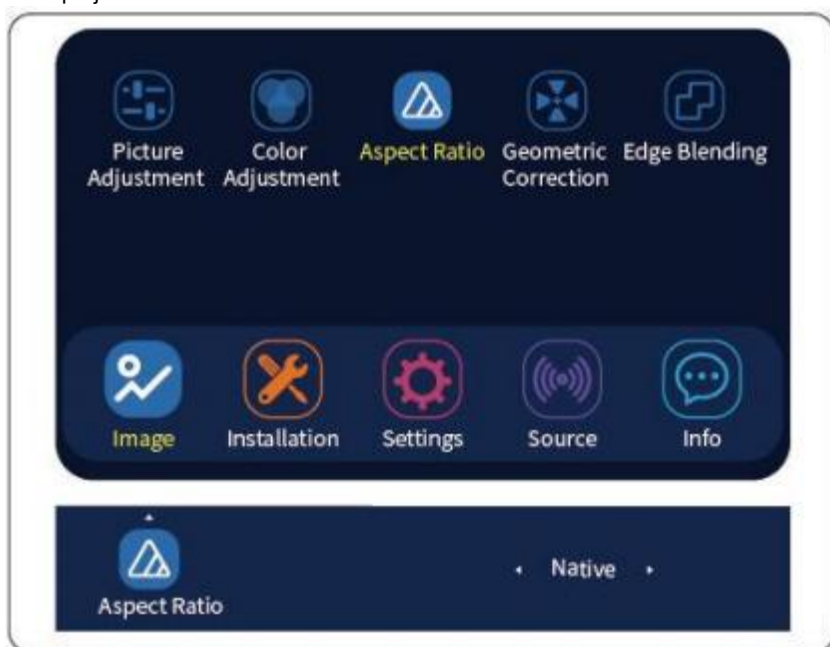 Picture
Adjustment
Color
Adjustment
Aspect Ratio
Geometric
Correction
Edge Blending
Image
Installation
Settings
Source
Info
Aspect Ratio
Native